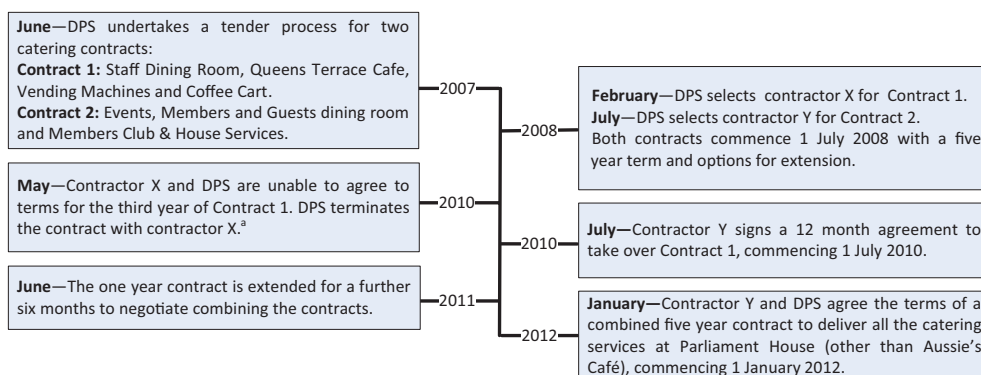 June—DPS undertakes a tender process for two
catering contracts:
Contract 1: Staff Dining Room, Queens Terrace Cafe,
Vending Machines and Coffee Cart.
Contract 2: Events, Members and Guests dining room
and Members Club & House Services.
2007
February—DPS selects contractor X for Contract 1.
July—DPS selects contractor Y for Contract 2.
Both contracts commence 1 July 2008 with a five
year term and options for extension.
2008
May—Contractor X and DPS are unable to agree to
terms for the third year of Contract 1. DPS terminates
the contract with contractor X.a
2010
July—Contractor Y signs a 12 month agreement to
take over Contract 1, commencing 1 July 2010.
2010
June—The one year contract is extended for a further
six months to negotiate combining the contracts.
2011
January—Contractor Y and DPS agree the terms of a
combined five year contract to deliver all the catering
services at Parliament House (other than Aussie's
Café), commencing 1 January 2012.
2012